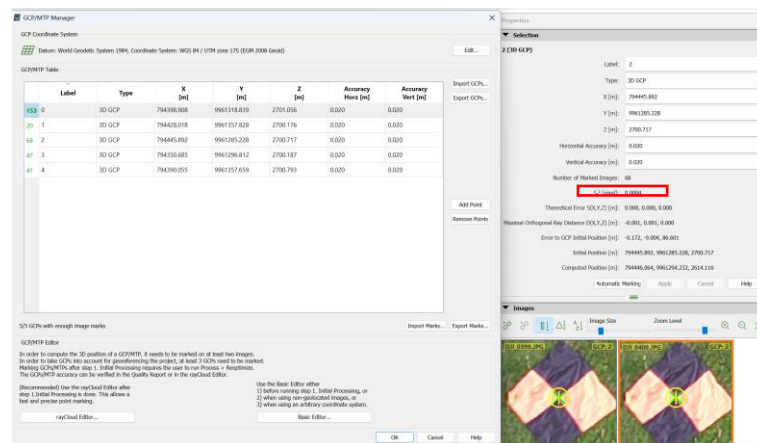 GCP/MTP Manager
GCP Coordinate System
Datum: World Geodetic System 1984; Coordinate System: WGS 84 / UTM zone 17S (EGM 2008 Geoid)
Edit...
GCP/MTP Table
Label Type X [m] Y [m] Z [m] Accuracy Horz [m] Accuracy Vert [m]
153 0 3D GCP 794398.908 9961318.839 2701.056 0.020 0.020
20 1 3D GCP 794428.018 9961357.828 2700.176 0.020 0.020
68 2 3D GCP 794445.892 9961285.228 2700.717 0.020 0.020
47 3 3D GCP 794350.685 9961296.812 2700.187 0.020 0.020
41 4 3D GCP 794390.055 9961357.659 2700.793 0.020 0.020
Import GCPs...
Export GCPs...
Add Point
Remove Points
5/5 GCPs with enough image marks
Import Marks...
Export Marks...
GCP/MTP Editor
In order to compute the 3D position of a GCP/MTP, it needs to be marked on at least two images.
In order to take GCPs into account for georeferencing the project, at least 3 GCPs need to be marked.
Marking GCPs/MTPs after step 1. Initial Processing requires the user to run Process > Reoptimize.
The GCPs/MTP accuracy can be verified in the Quality Report or in the rayCloud Editor.
(Recommended) Use the rayCloud Editor after
step 1.Initial Processing is done. This allows a
fast and precise point marking.
rayCloud Editor...
Use the Basic Editor either
1) before running step 1. Initial Processing, or
2) when using non-geolocated images, or
3) when using an arbitrary coordinate system.
Basic Editor...
OK Cancel Help
Properties
Selection
2 (3D GCP)
Label: 2
Type: 3D GCP
X [m]: 794445.892
Y [m]: 9961285.228
Z [m]: 2700.717
Horizontal Accuracy [m]: 0.020
Vertical Accuracy [m]: 0.020
Number of Marked Images: 68
0.0004
Theoretical Error S(X,Y,Z) [m]: 0.000, 0.000, 0.000
Maximal Orthogonal Ray Distance D(X,Y,Z) [m]: -0.001, 0.001, 0.000
Error to GCP Initial Position [m]: -0.172, -9.004, 86.601
Initial Position [m]: 794445.892, 9961285.228, 2700.717
Computed Position [m]: 794446.064, 9961294.232, 2614.116
Automatic Marking Apply Cancel Help
Images
Image Size
Zoom Level
DJI_0399.JPG GCP: 2
DJI_0400.JPG GCP: 2